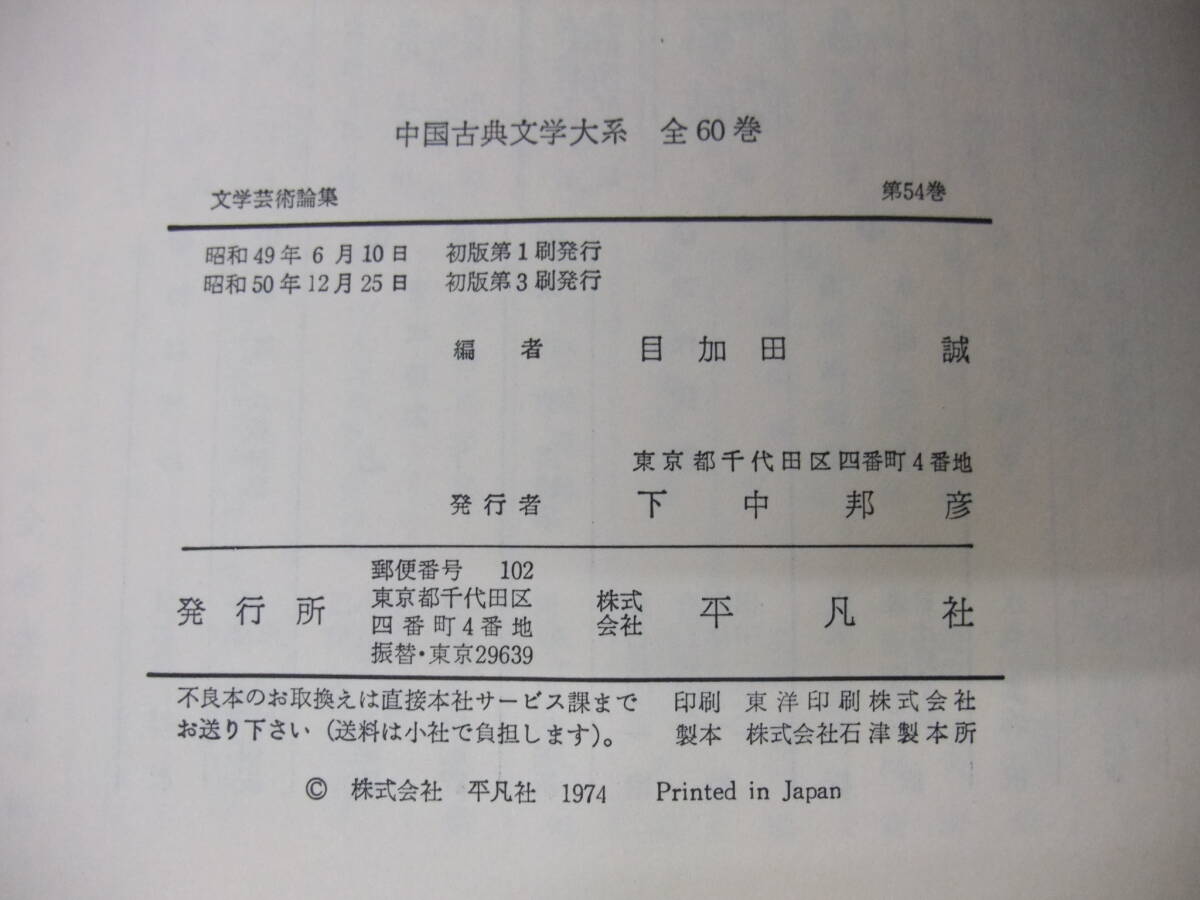 中国古典文学大系　全60巻
文学芸術論集　第54巻
昭和49年6月10日　初版第1刷発行
昭和50年12月25日　初版第3刷発行
編者　目加田誠
東京都千代田区四番町4番地
発行者　下中邦彦
発行所　郵便番号　102
東京都千代田区
四番町4番地
振替・東京29639
株式会社　平凡社
不良本のお取換えは直接本社サービス課まで
お送り下さい（送料は小社で負担します）。
印刷　東洋印刷株式会社
製本　株式会社石津製本所
© 株式会社　平凡社　1974　Printed in Japan